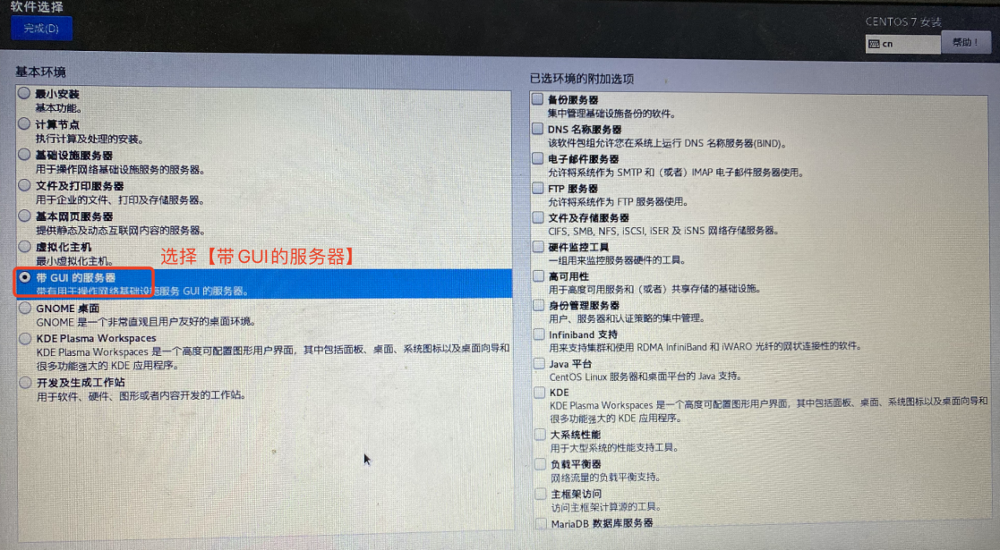 软件选择
完成(D)
CENTOS 7 安装
cn
帮助！
基本环境
最小安装
基本功能。
计算节点
执行计算及处理的安装。
基础设施服务器
用于操作网络基础设施服务的服务器。
文件及打印服务器
用于企业的文件、打印及存储服务器。
基本网页服务器
提供静态及动态互联网内容的服务器。
虚拟化主机
最小虚拟化主机。
选择【带GUI的服务器】
带 GUI 的服务器
带有用于操作网络基础设施服务 GUI 的服务器。
GNOME 桌面
GNOME 是一个非常直观且用户友好的桌面环境。
KDE Plasma Workspaces
KDE Plasma Workspaces 是一个高度可配置图形用户界面，其中包括面板、桌面、系统图标以及桌面向导和
很多功能强大的 KDE 应用程序。
开发及生成工作站
用于软件、硬件、图形或者内容开发的工作站。
已选环境的附加选项
备份服务器
集中管理基础设施备份的软件。
DNS 名称服务器
该软件包组允许您在系统上运行 DNS 名称服务器(BIND)。
电子邮件服务器
允许将系统作为 SMTP 和（或者）IMAP 电子邮件服务器使用。
FTP 服务器
允许将系统作为 FTP 服务器使用。
文件及存储服务器
CIFS, SMB, NFS, iSCSI, iSER 及 iSNS 网络存储服务器。
硬件监控工具
一组用来监控服务器硬件的工具。
高可用性
用于高度可用服务和（或者）共享存储的基础设施。
身份管理服务器
用户、服务器和认证策略的集中管理。
Infiniband 支持
用来支持集群和使用 RDMA InfiniBand 和 iWARO 光纤的网状连接性的软件。
Java 平台
CentOS Linux 服务器和桌面平台的 Java 支持。
KDE
KDE Plasma Workspaces 是一个高度可配置图形用户界面，其中包括面板、桌面、系统图标以及桌面向导和
很多功能强大的 KDE 应用程序。
大系统性能
用于大型系统的性能支持工具。
负载平衡器
网络流量的负载平衡支持。
主框架访问
访问主框架计算源的工具。
MariaDB 数据库服务器